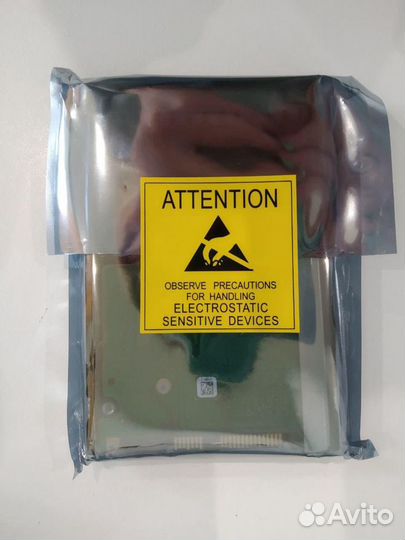 ATTENTION
OBSERVE PRECAUTIONS
FOR HANDLING
ELECTROSTATIC
SENSITIVE DEVICES
Avito